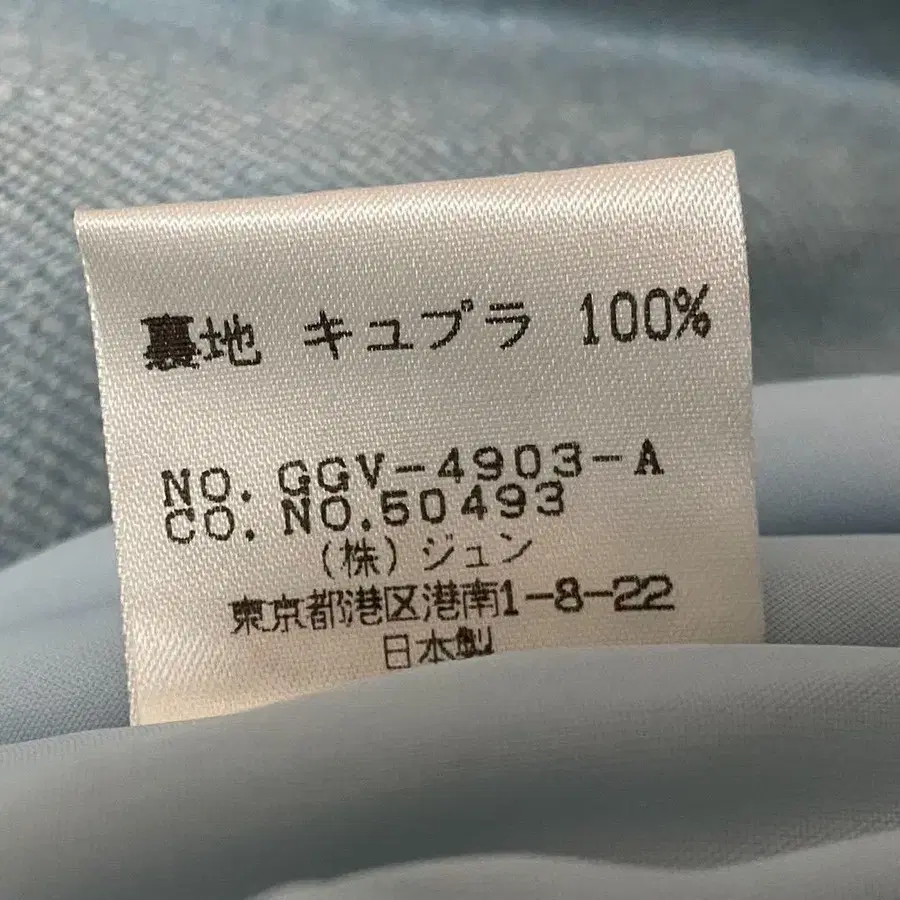 裏地 キュプラ 100%
NO. GGV-4903-A
CO. NO.50493
(株)ジュン
東京都港区港南1-8-22
日本製